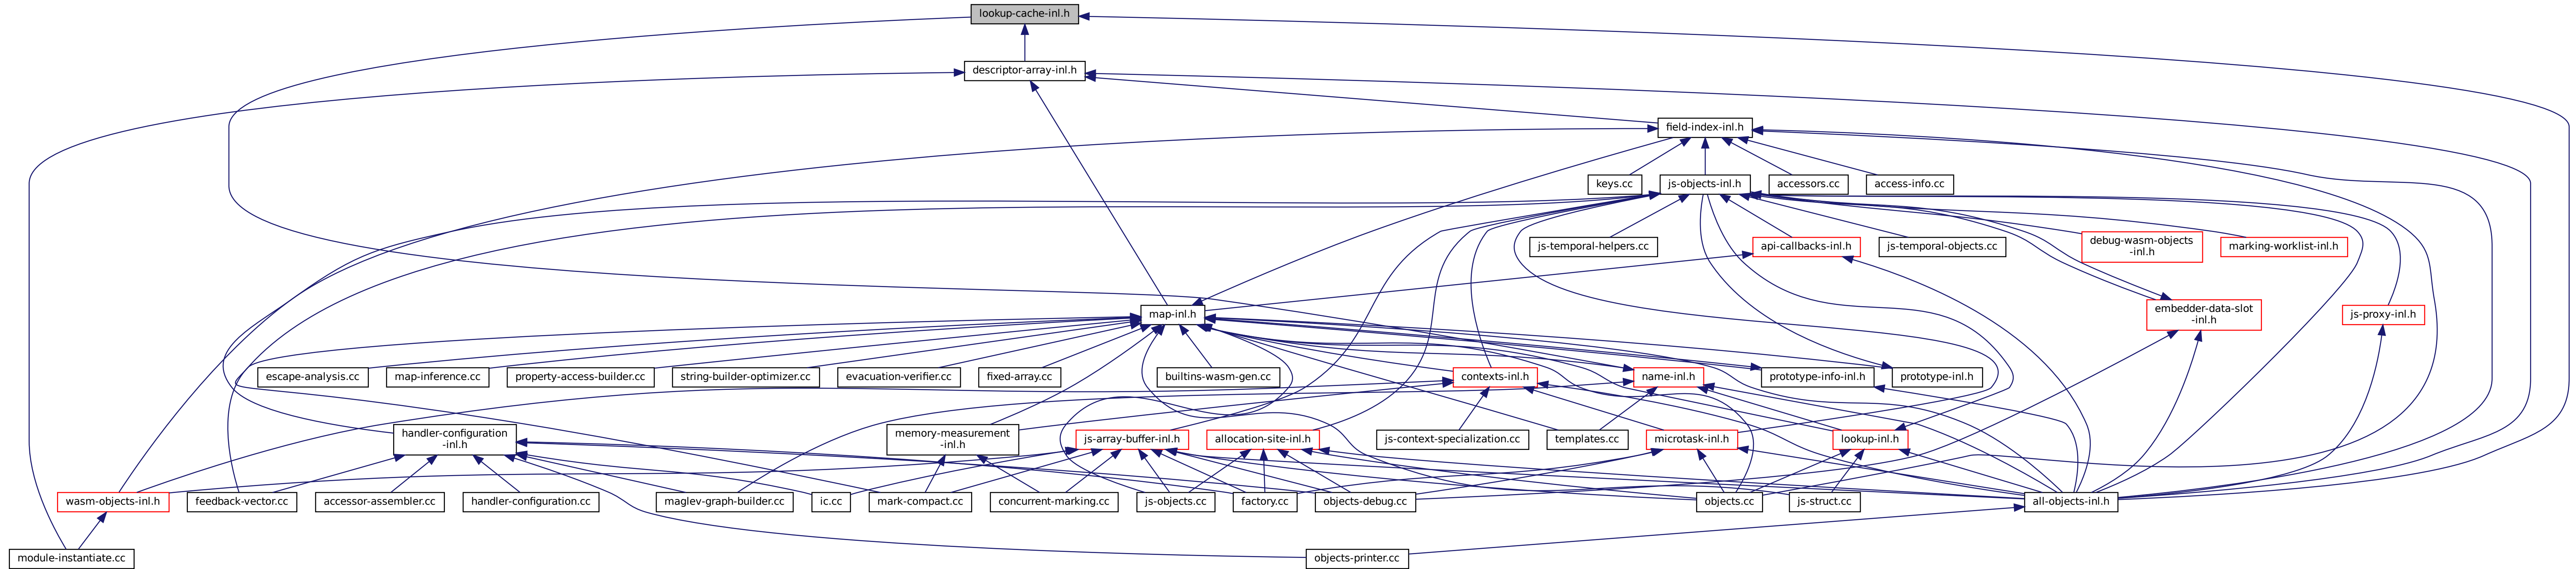 lookup-cache-inl.h
descriptor-array-inl.h
field-index-inl.h
keys.cc
js-objects-inl.h
accessors.cc
access-info.cc
js-temporal-helpers.cc
api-callbacks-inl.h
js-temporal-objects.cc
debug-wasm-objects
-inl.h
marking-worklist-inl.h
map-inl.h
embedder-data-slot
-inl.h
js-proxy-inl.h
escape-analysis.cc
map-inference.cc
property-access-builder.cc
string-builder-optimizer.cc
evacuation-verifier.cc
fixed-array.cc
builtins-wasm-gen.cc
contexts-inl.h
name-inl.h
prototype-info-inl.h
prototype-inl.h
handler-configuration
-inl.h
memory-measurement
-inl.h
js-array-buffer-inl.h
allocation-site-inl.h
js-context-specialization.cc
templates.cc
microtask-inl.h
lookup-inl.h
wasm-objects-inl.h
feedback-vector.cc
accessor-assembler.cc
handler-configuration.cc
maglev-graph-builder.cc
ic.cc
mark-compact.cc
concurrent-marking.cc
js-objects.cc
factory.cc
objects-debug.cc
objects.cc
js-struct.cc
all-objects-inl.h
module-instantiate.cc
objects-printer.cc